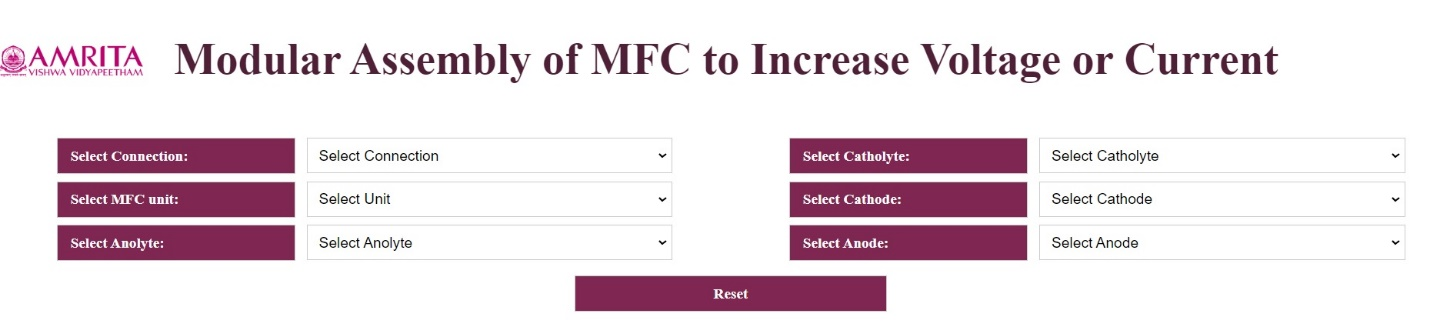 AMRITA
VISHWA VIDYAPEETHAM
Modular Assembly of MFC to Increase Voltage or Current
Select Connection: Select Connection
Select Catholyte: Select Catholyte
Select MFC unit: Select Unit
Select Cathode: Select Cathode
Select Anolyte: Select Anolyte
Select Anode: Select Anode
Reset